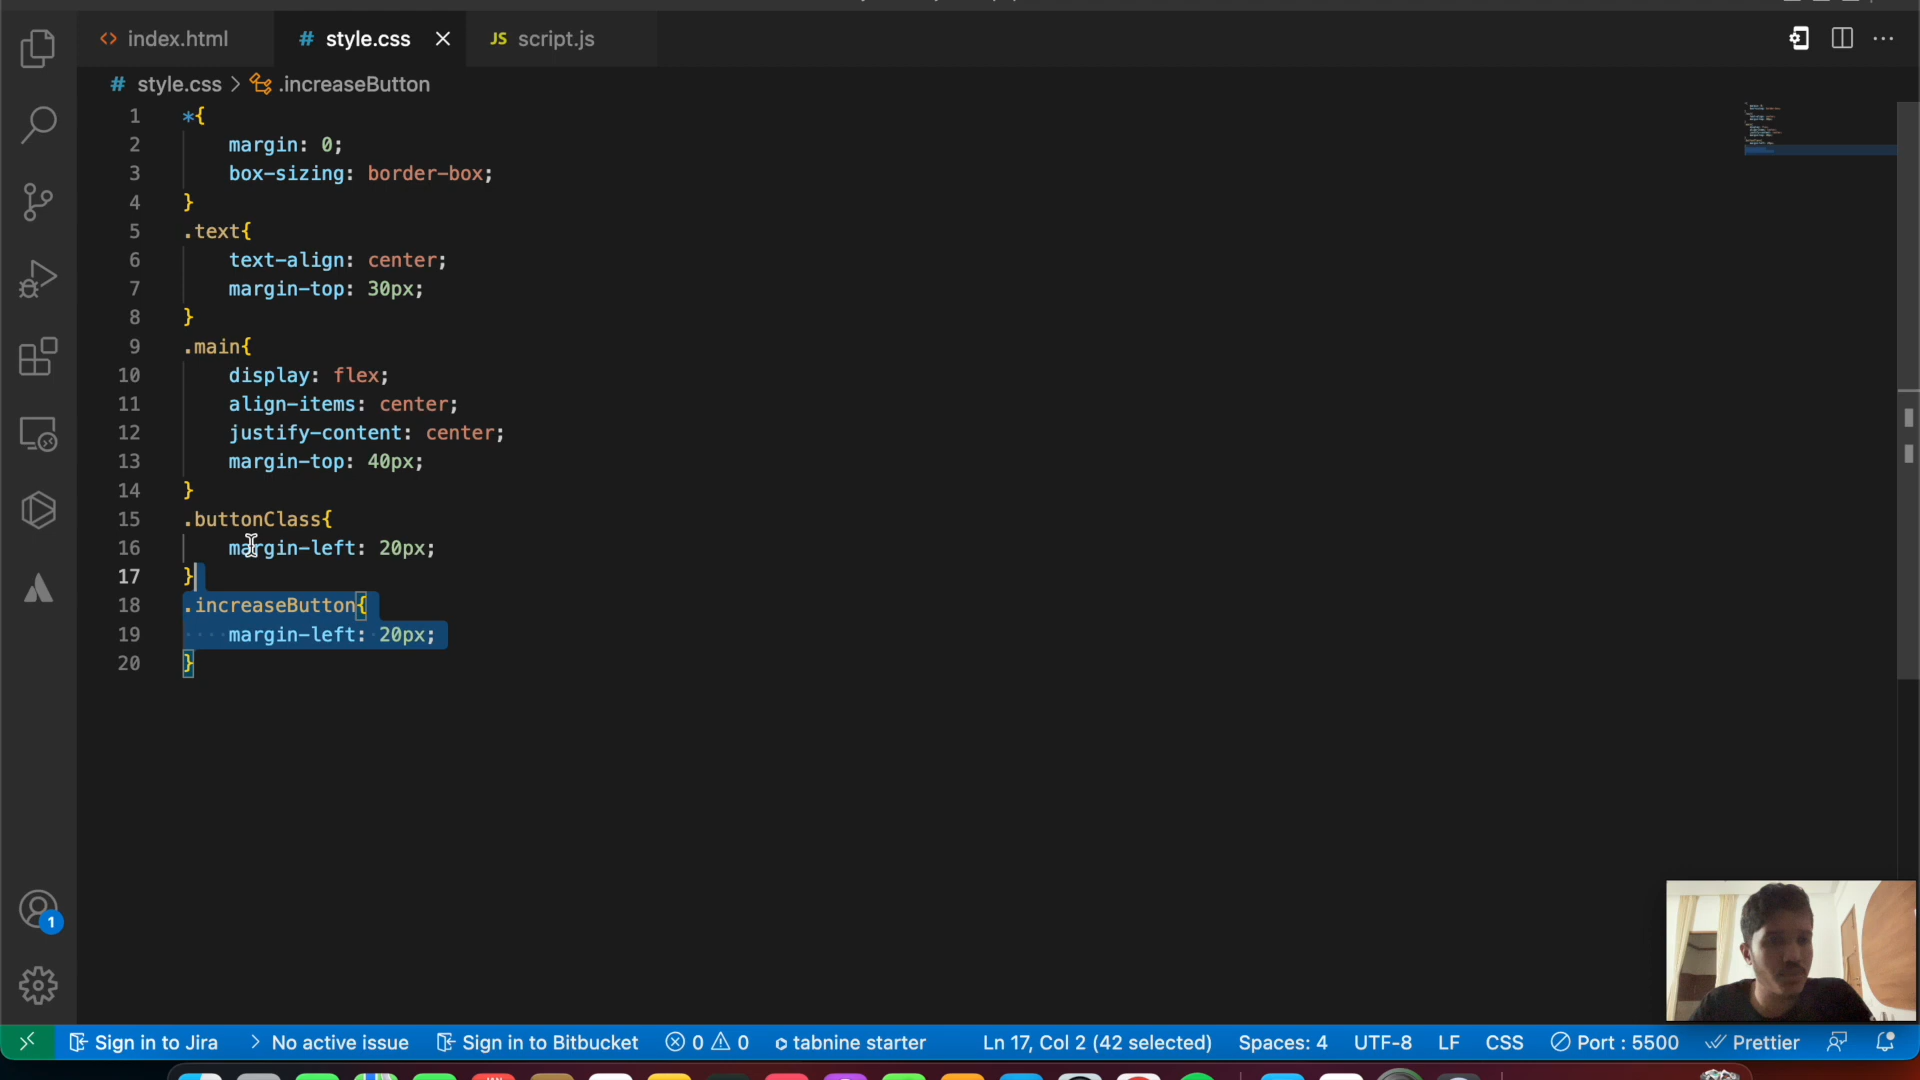 index.html
# style.css
JS script.js
# style.css > .increaseButton
1 *{
2 margin: 0;
3 box-sizing: border-box;
4 }
5 .text{
6 text-align: center;
7 margin-top: 30px;
8 }
9 .main{
10 display: flex;
11 align-items: center;
12 justify-content: center;
13 margin-top: 40px;
14 }
15 .buttonClass{
16 margin-left: 20px;
17 }
18 .increaseButton{
19 margin-left: 20px;
20 }
1
Sign in to Jira > No active issue Sign in to Bitbucket 0 0 tabnine starter Ln 17, Col 2 (42 selected) Spaces: 4 UTF-8 LF CSS Port : 5500 Prettier